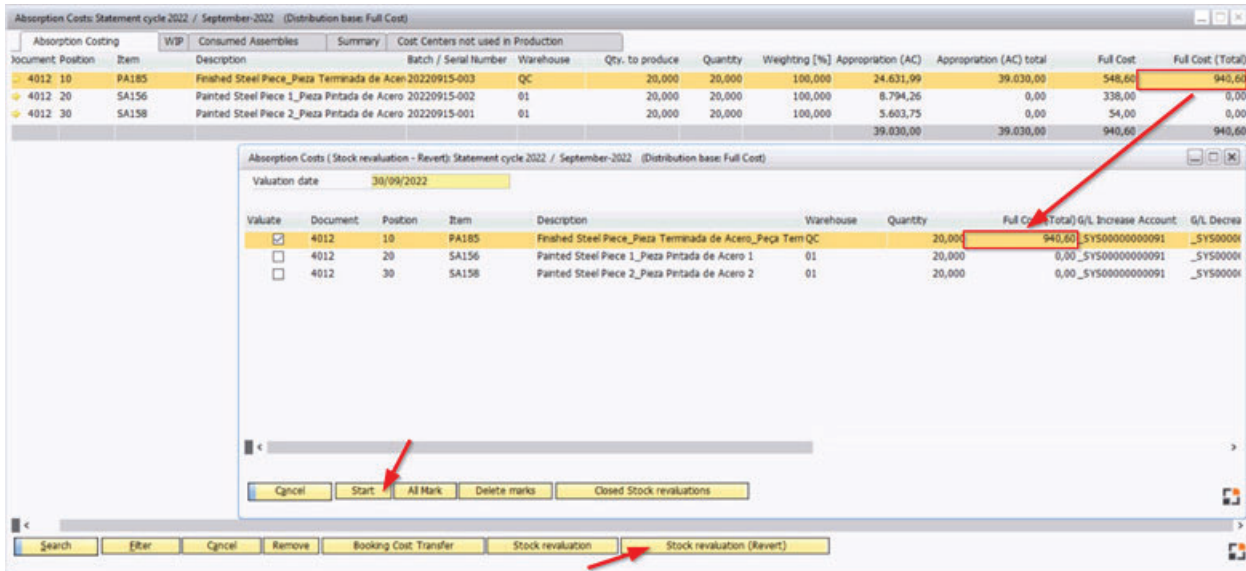 Absorption Costs: Statement cycle 2022 / September-2022 (Distribution base: Full Cost)
Absorption Costing WIP Consumed Assemblies Summary Cost Centers not used in Production
Document Position Item Description Batch / Serial Number Warehouse Qty. to produce Quantity Weighting [%] Appropriation (AC) Appropriation (AC) total Full Cost Full Cost (Total)
4012 10 PA185 Finished Steel Piece_Pieza Terminada de Acen 20220915-003 QC 20,000 20,000 100,000 24.631,99 39.030,00 548,60 940,60
4012 20 SA156 Painted Steel Piece 1_Pieza Pintada de Acero 20220915-002 01 20,000 20,000 100,000 8.794,26 0,00 338,00 0,00
4012 30 SA158 Painted Steel Piece 2_Pieza Pintada de Acero 20220915-001 01 20,000 20,000 100,000 5.603,75 0,00 54,00 0,00
39.030,00 39.030,00 940,60 940,60
Absorption Costs ( Stock revaluation - Revert): Statement cycle 2022 / September-2022 (Distribution base: Full Cost)
Valuation date 30/09/2022
Valuate Document Position Item Description Warehouse Quantity Full Cost (Total) G/L Increase Account G/L Decrea
4012 10 PA185 Finished Steel Piece_Pieza Terminada de Acero_Peça Tern QC 20,000 940,60 _SYS00000000091 _SYS0000(
4012 20 SA156 Painted Steel Piece 1_Pieza Pintada de Acero 1 01 20,000 0,00 _SYS00000000091 _SYS0000(
4012 30 SA158 Painted Steel Piece 2_Pieza Pintada de Acero 2 01 20,000 0,00 _SYS00000000091 _SYS0000(
Cancel Start All Mark Delete marks Closed Stock revaluations
Search Filter Cancel Remove Booking Cost Transfer Stock revaluation Stock revaluation (Revert)